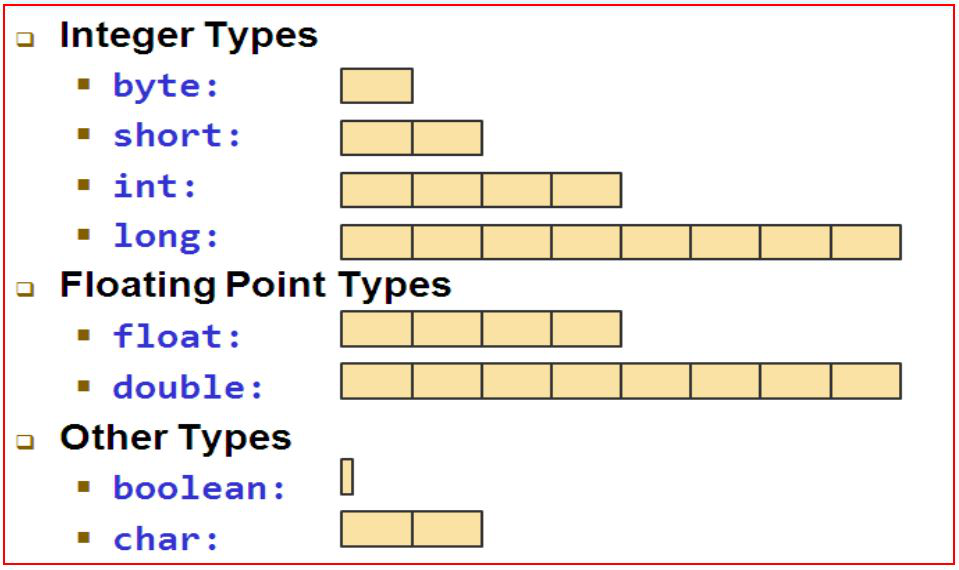 Integer Types
byte:
short:
int:
long:
Floating Point Types
float:
double:
Other Types
boolean:
char: